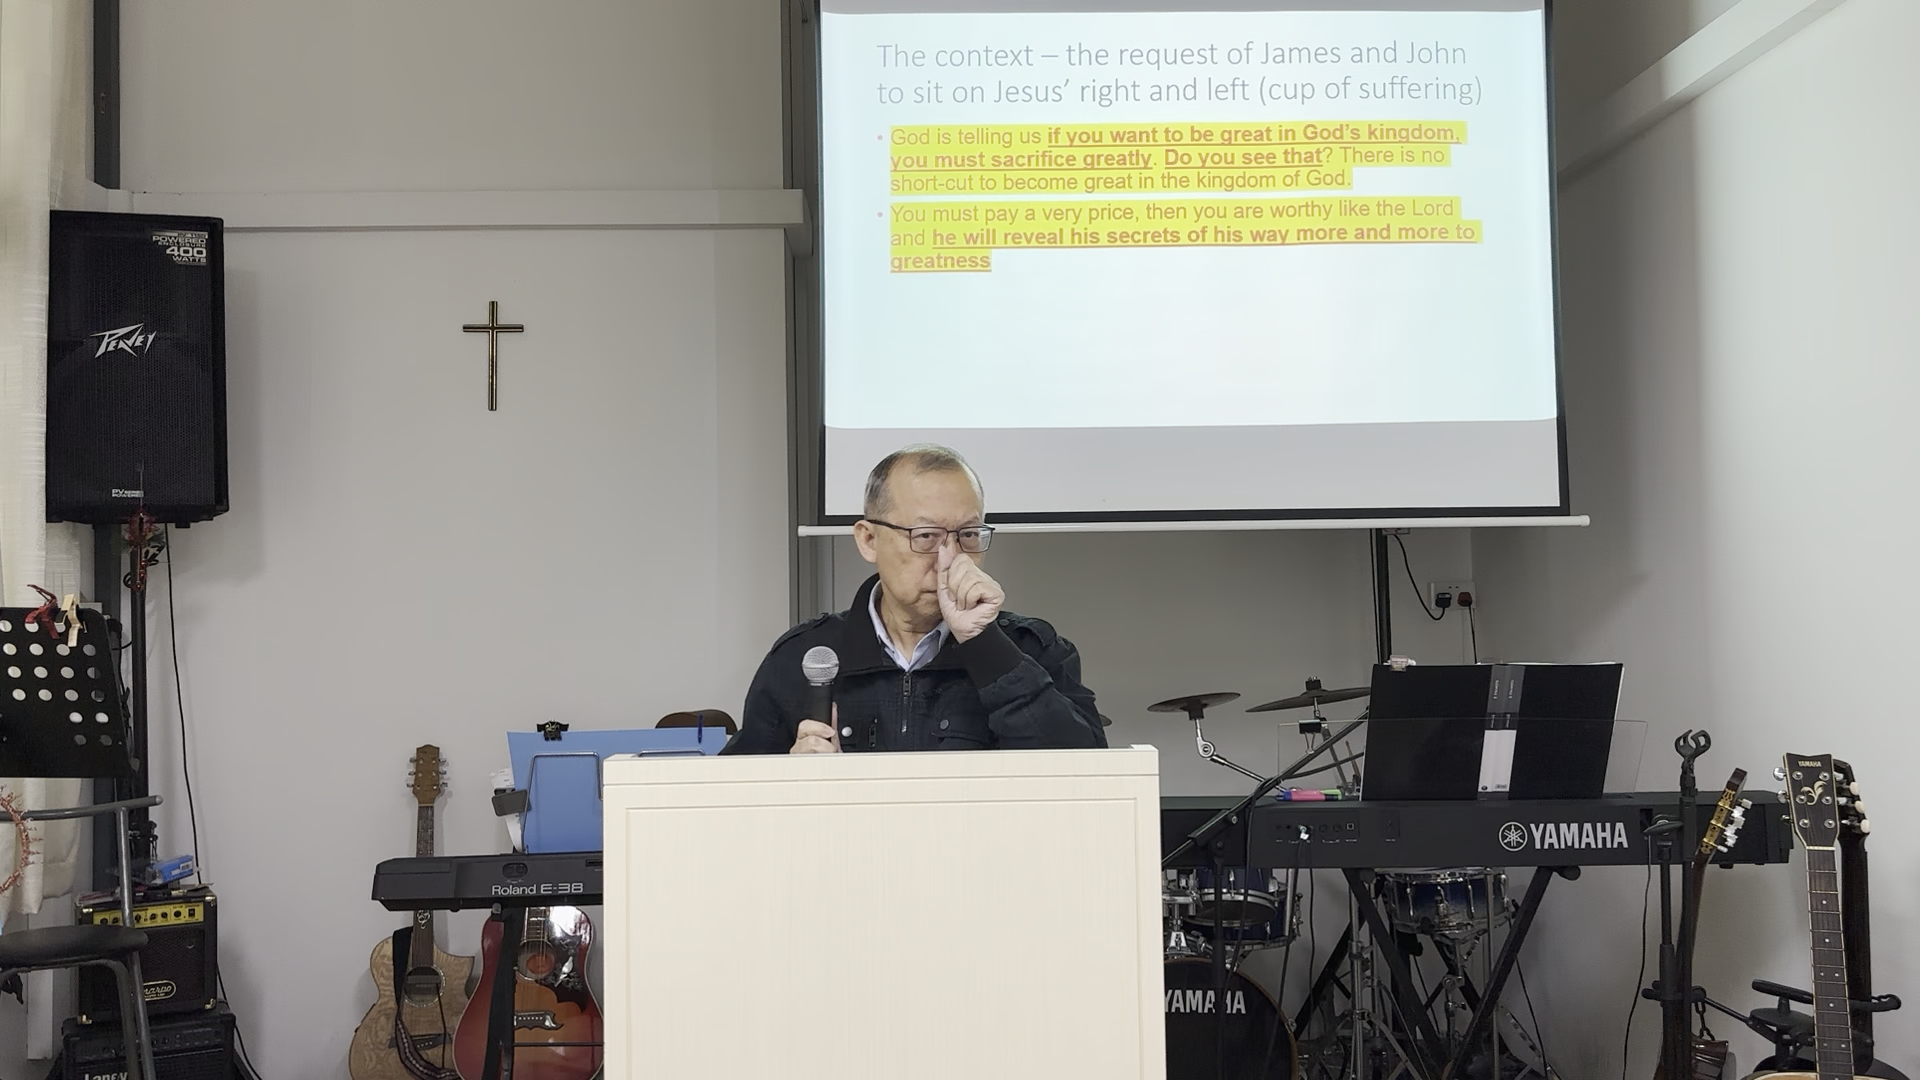 The context – the request of James and John
to sit on Jesus’ right and left (cup of suffering)
• God is telling us if you want to be great in God’s kingdom,
you must sacrifice greatly. Do you see that? There is no
short-cut to become great in the kingdom of God.
• You must pay a very price, then you are worthy like the Lord
and he will reveal his secrets of his way more and more to
greatness
POWERED
ENCLOSURE
400
WATTS
PEAVEY
YAMAHA
YAMAHA
Roland E-38
YAMAHA
Laney